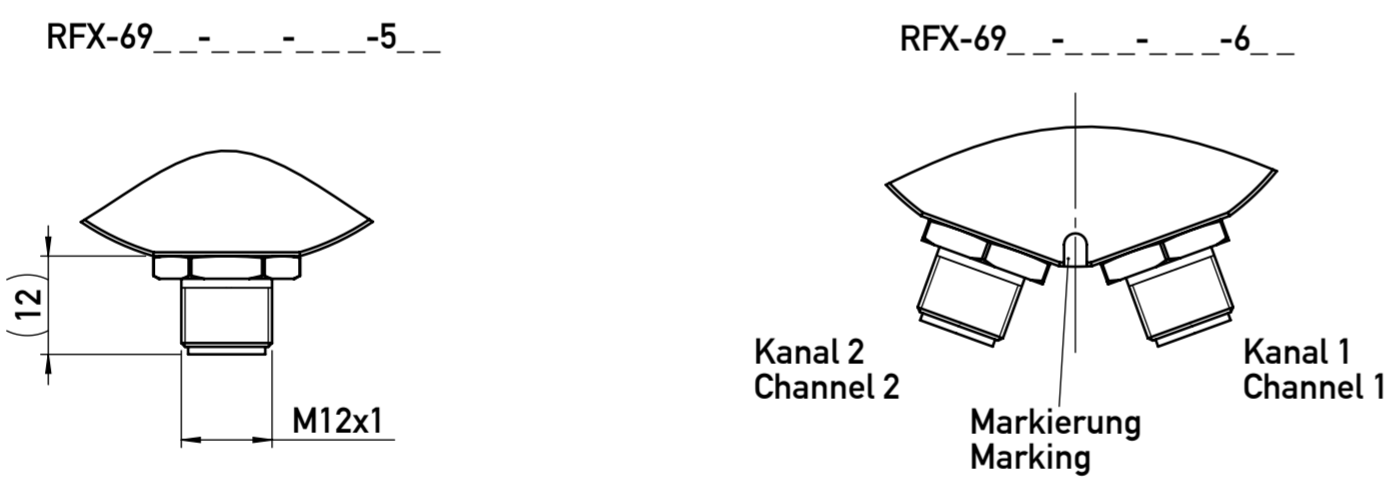 RFX-69_ _-_ _ _-_ _ _-5_ _
RFX-69_ _-_ _ _-_ _ _-6_ _
(12)
M12x1
Kanal 2
Channel 2
Kanal 1
Channel 1
Markierung
Marking